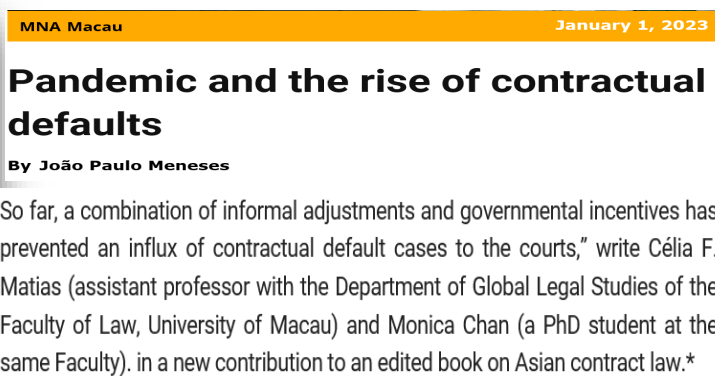 MNA Macau
January 1, 2023
Pandemic and the rise of contractual
defaults
By João Paulo Meneses
So far, a combination of informal adjustments and governmental incentives has
prevented an influx of contractual default cases to the courts,” write Célia F.
Matias (assistant professor with the Department of Global Legal Studies of the
Faculty of Law, University of Macau) and Monica Chan (a PhD student at the
same Faculty). in a new contribution to an edited book on Asian contract law.*